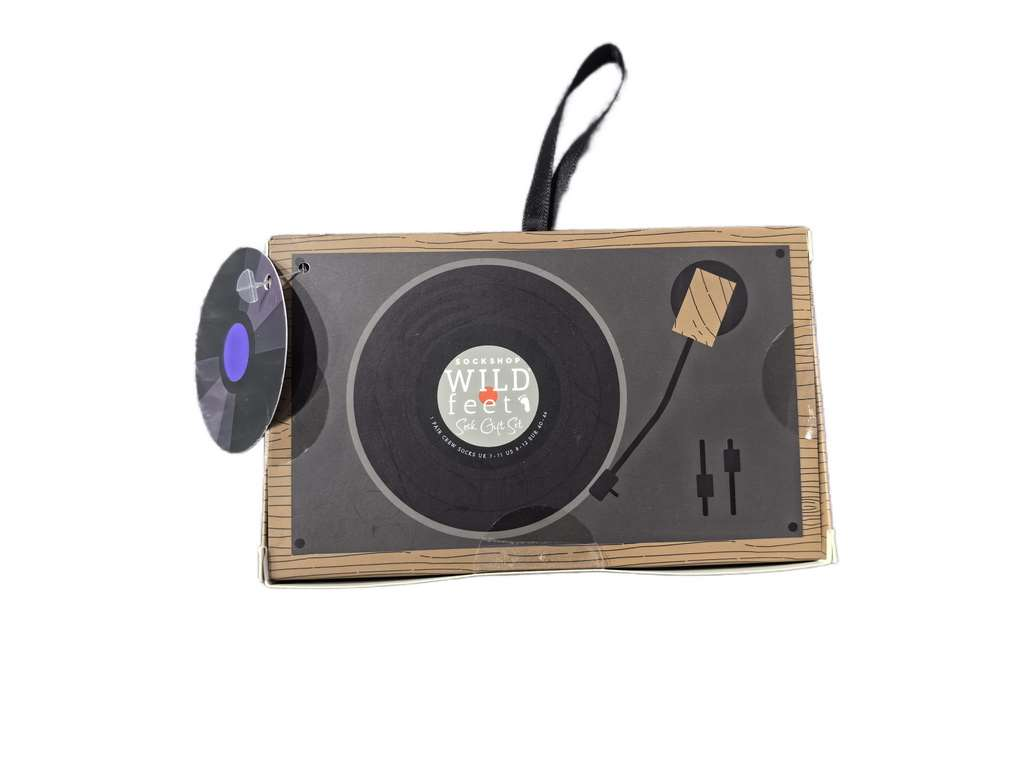 SOCKSHOP
WILD
feet
Sock Gift Set
1 PAIR CREW SOCKS UK 7-11 US 8-12 EUR 40-46